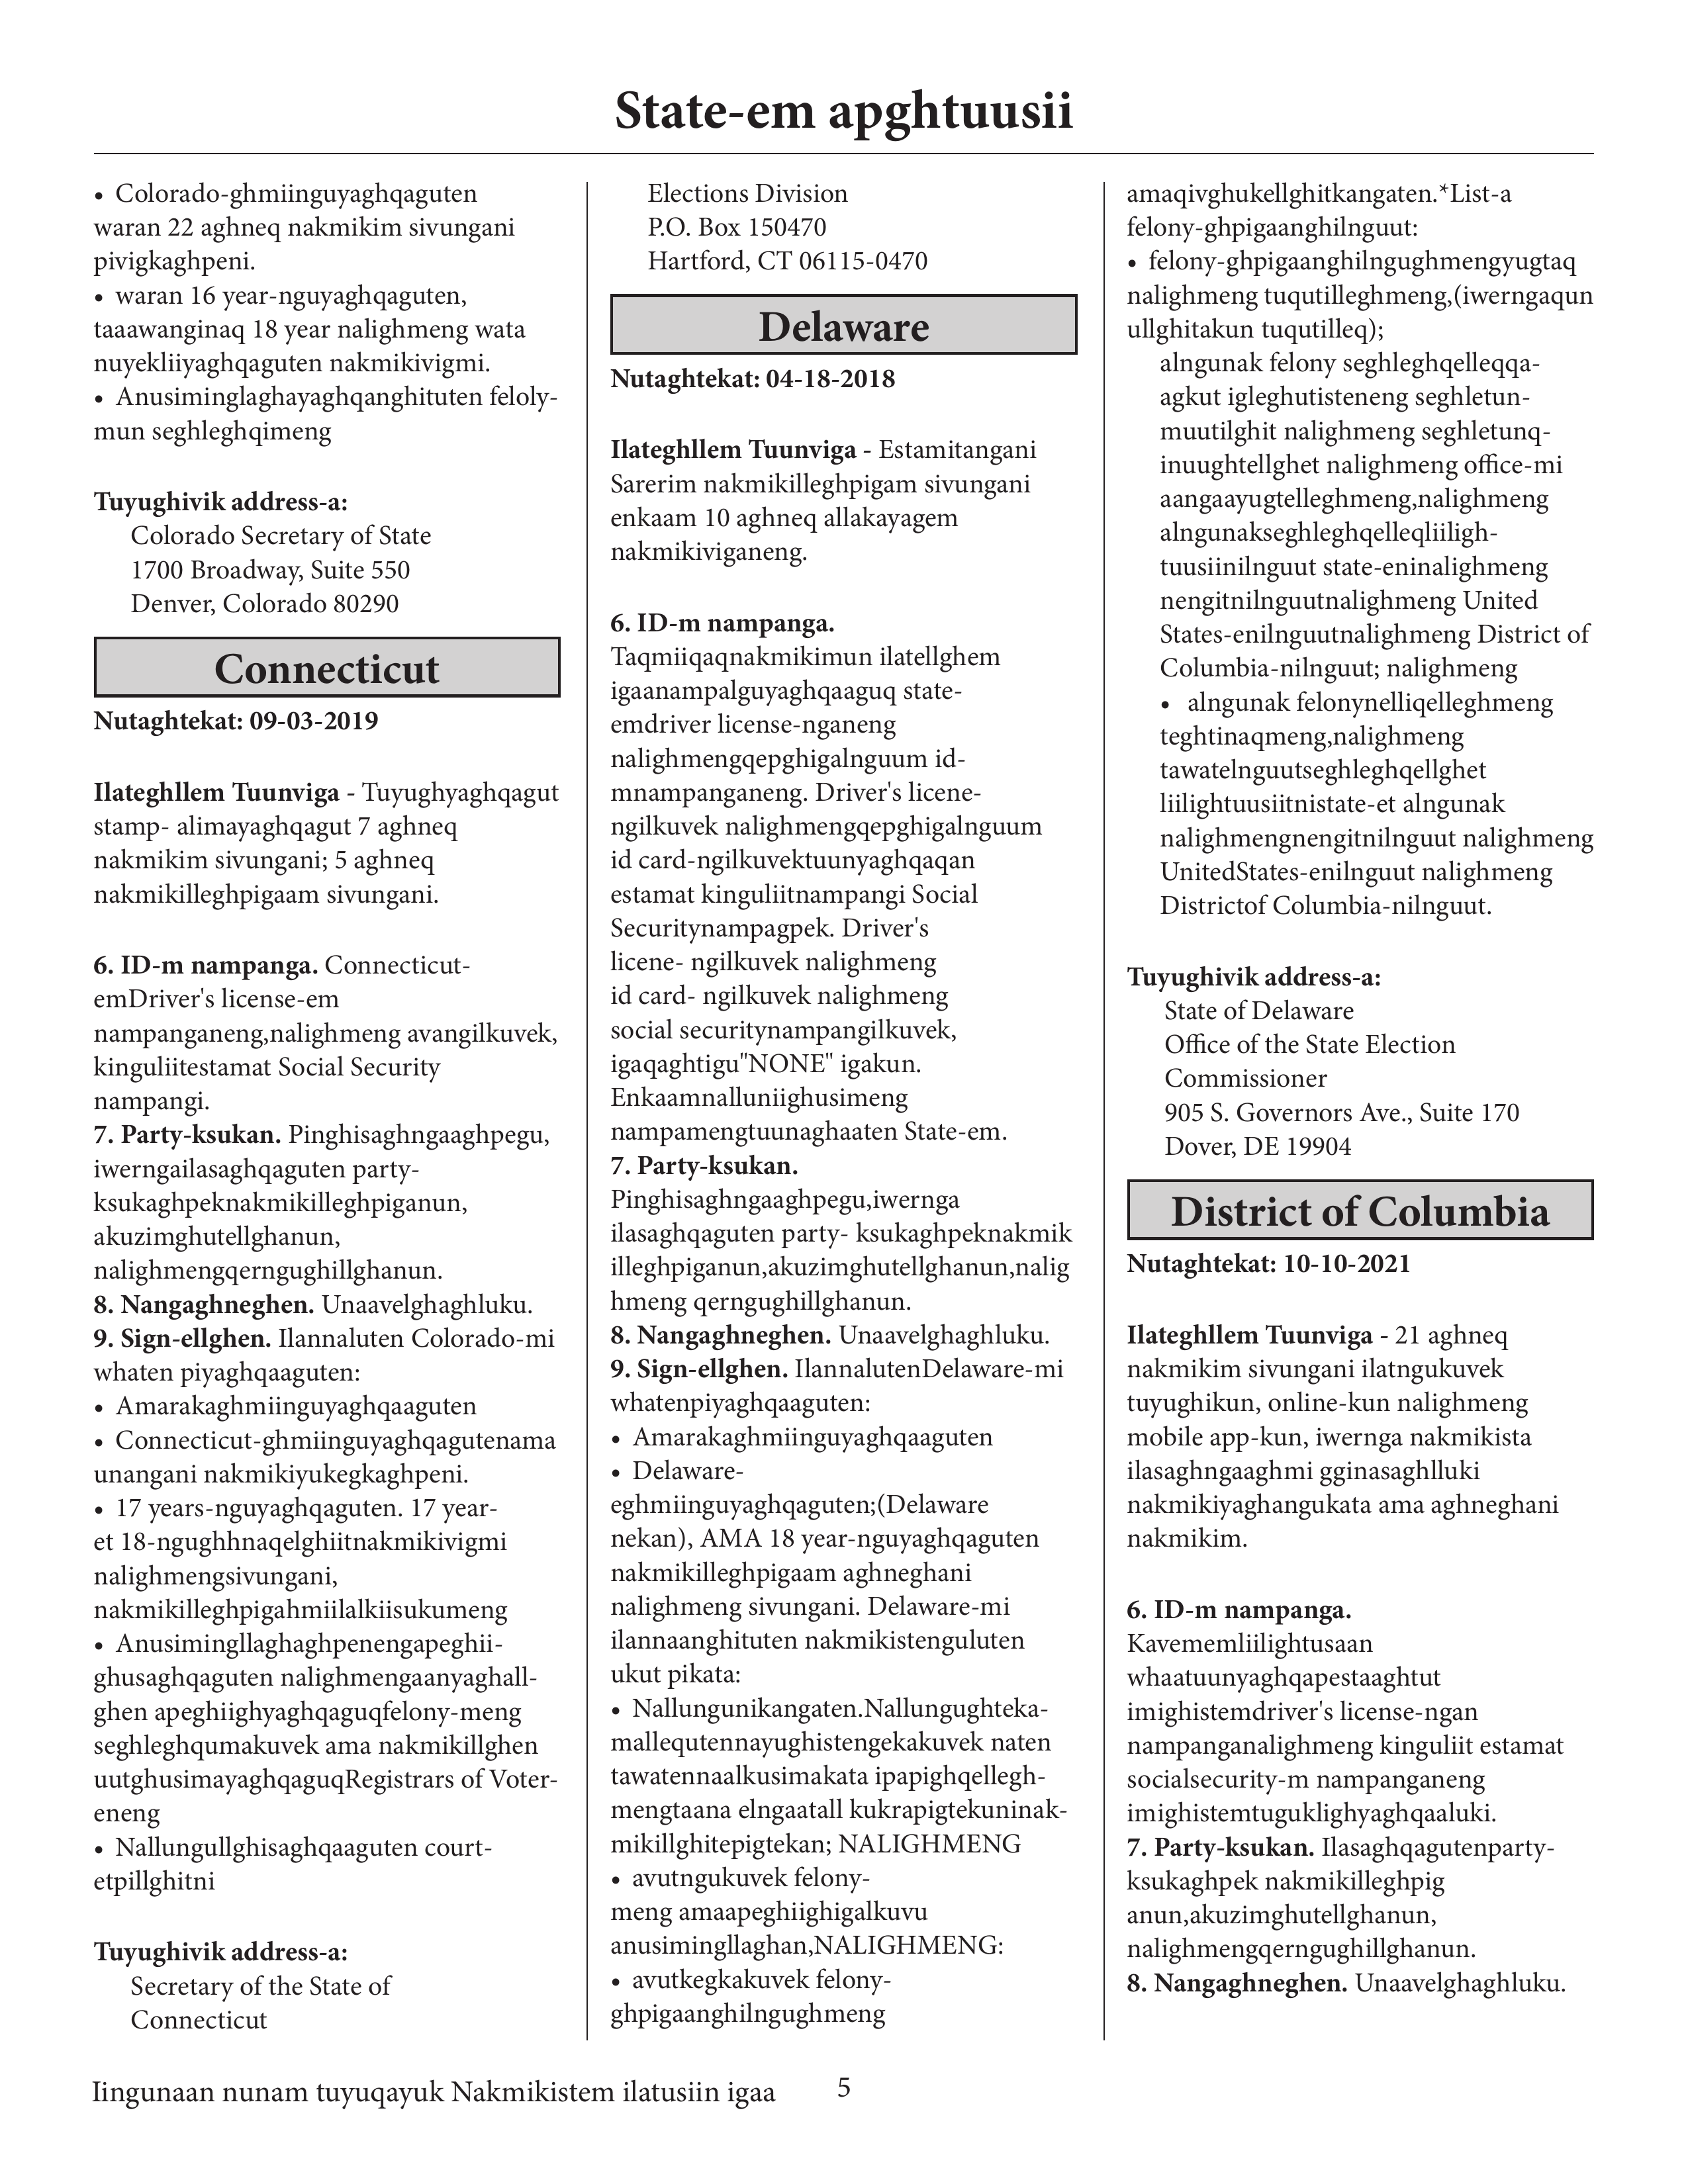 State-em apghtuusii
• Colorado-ghmiinguyaghqaguten
waran 22 aghneq nakmikim sivungani
pivigkaghpeni.
• waran 16 year-nguyaghqaguten,
taaawanginaq 18 year nalighmeng wata
nuyekliiyaghqaguten nakmikivigmi.
• Anusiminglaghayaghqanghituten feloly-
mun seghleghqimeng
Tuyughivik address-a:
Colorado Secretary of State
1700 Broadway, Suite 550
Denver, Colorado 80290
Connecticut
Nutaghtekat: 09-03-2019
Ilateghllem Tuunviga - Tuyughyaghqagut
stamp- alimayaghqagut 7 aghneq
nakmikim sivungani; 5 aghneq
nakmikilleghpigaam sivungani.
6. ID-m nampanga. Connecticut-
emDriver's license-em
nampanganeng,nalighmeng avangilkuvek,
kinguliitestamat Social Security
nampangi.
7. Party-ksukan. Pinghisaghngaaghpegu,
iwerngailasaghqaguten party-
ksukaghpeknakmikilleghpiganun,
akuzimghutellghanun,
nalighmengqerngughillghanun.
8. Nangaghneghen. Unaavelghaghluku.
9. Sign-ellghen. Ilannaluten Colorado-mi
whaten piyaghqaaguten:
• Amarakaghmiinguyaghqaaguten
• Connecticut-ghmiinguyaghqagutenama
unangani nakmikiyukegkaghpeni.
• 17 years-nguyaghqaguten. 17 year-
et 18-ngughhnaqelghiitnakmikivigmi
nalighmengsivungani,
nakmikilleghpigahmiilalkiisukumeng
• Anusimingllaghaghpenengapeghii-
ghusaghqaguten nalighmengaanyaghall-
ghen apeghiighyaghqaguqfelony-meng
seghleghqumakuvek ama nakmikillghen
uutghusimayaghqaguqRegistrars of Voter-
eneng
• Nallungullghisaghqaaguten court-
etpillghitni
Tuyughivik address-a:
Secretary of the State of
Connecticut
Elections Division
P.O. Box 150470
Hartford, CT 06115-0470
Delaware
Nutaghtekat: 04-18-2018
Ilateghllem Tuunviga - Estamitangani
Sarerim nakmikilleghpigam sivungani
enkaam 10 aghneq allakayagem
nakmikiviganeng.
6. ID-m nampanga.
Taqmiiqaqnakmikimun ilatellghem
igaanampalguyaghqaaguq state-
emdriver license-nganeng
nalighmengqepghigalnguum id-
mnampanganeng. Driver's licene-
ngilkuvek nalighmengqepghigalnguum
id card-ngilkuvektuunyaghqaqan
estamat kinguliitnampangi Social
Securitynampagpek. Driver's
licene- ngilkuvek nalighmeng
id card- ngilkuvek nalighmeng
social securitynampangilkuvek,
igaqaghtigu"NONE" igakun.
Enkaamnalluniighusimeng
nampamengtuunaghaaten State-em.
7. Party-ksukan.
Pinghisaghngaaghpegu,iwernga
ilasaghqaguten party- ksukaghpeknakmik
illeghpiganun,akuzimghutellghanun,nalig
hmeng qerngughillghanun.
8. Nangaghneghen. Unaavelghaghluku.
9. Sign-ellghen. IlannalutenDelaware-mi
whatenpiyaghqaaguten:
• Amarakaghmiinguyaghqaaguten
• Delaware-
eghmiinguyaghqaguten;(Delaware
nekan), AMA 18 year-nguyaghqaguten
nakmikilleghpigaam aghneghani
nalighmeng sivungani. Delaware-mi
ilannaanghituten nakmikistenguluten
ukut pikata:
• Nallungunikangaten.Nallungughteka-
mallequtennayughistengekakuvek naten
tawatennaalkusimakata ipapighqellegh-
mengtaana elngaatall kukrapigtekuninak-
mikillghitepigtekan; NALIGHMENG
• avutngukuvek felony-
meng amaapeghiighigalkuvu
anusimingllaghan,NALIGHMENG:
• avutkegkakuvek felony-
ghpigaanghilngughmeng
amaqivghukellghitkangaten.*List-a
felony-ghpigaanghilnguut:
• felony-ghpigaanghilngughmengyugtaq
nalighmeng tuqutilleghmeng,(iwerngaqun
ullghitakun tuqutilleq);
alngunak felony seghleghqelleqqa-
agkut igleghutisteneng seghletun-
muutilghit nalighmeng seghletunq-
inuughtellghet nalighmeng office-mi
aangaayugtelleghmeng,nalighmeng
alngunakseghleghqelleqliiligh-
tuusiinilnguut state-eninalighmeng
nengitnilnguutnalighmeng United
States-enilnguutnalighmeng District of
Columbia-nilnguut; nalighmeng
• alngunak felonynelliqelleghmeng
teghtinaqmeng,nalighmeng
tawatelnguutseghleghqellghet
liilightuusiitnistate-et alngunak
nalighmengnengitnilnguut nalighmeng
UnitedStates-enilnguut nalighmeng
Districtof Columbia-nilnguut.
Tuyughivik address-a:
State of Delaware
Office of the State Election
Commissioner
905 S. Governors Ave., Suite 170
Dover, DE 19904
District of Columbia
Nutaghtekat: 10-10-2021
Ilateghllem Tuunviga - 21 aghneq
nakmikim sivungani ilatngukuvek
tuyughikun, online-kun nalighmeng
mobile app-kun, iwernga nakmikista
ilasaghngaaghmi gginasaghlluki
nakmikiyaghangukata ama aghneghani
nakmikim.
6. ID-m nampanga.
Kavememliilightusaan
whaatuunyaghqapestaaghtut
imighistemdriver's license-ngan
nampanganalighmeng kinguliit estamat
socialsecurity-m nampanganeng
imighistemtuguklighyaghqaaluki.
7. Party-ksukan. Ilasaghqagutenparty-
ksukaghpek nakmikilleghpig
anun,akuzimghutellghanun,
nalighmengqerngughillghanun.
8. Nangaghneghen. Unaavelghaghluku.
Iingunaan nunam tuyuqayuk Nakmikistem ilatusiin igaa 5